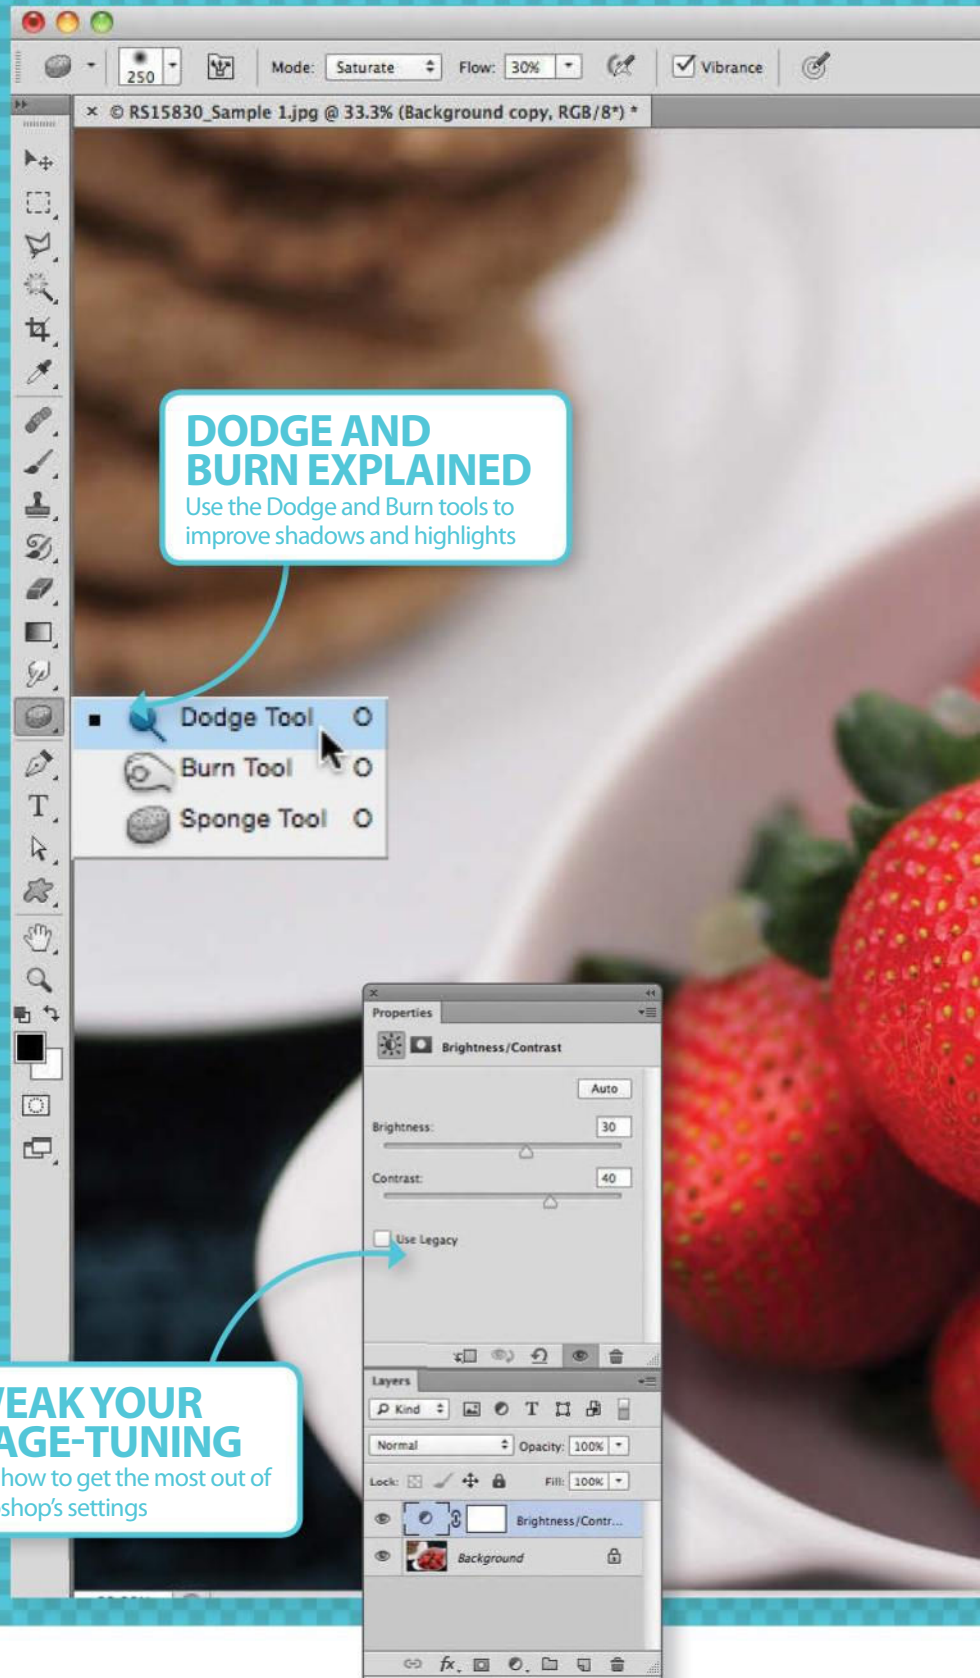 250
Mode: Saturate
Flow: 30%
Vibrance
× © RS15830_Sample 1.jpg @ 33.3% (Background copy, RGB/8*) *
DODGE AND
BURN EXPLAINED
Use the Dodge and Burn tools to
improve shadows and highlights
Dodge Tool O
Burn Tool O
Sponge Tool O
T
Properties
Brightness/Contrast
Auto
Brightness: 30
Contrast: 40
Use Legacy
EAK YOUR
AGE-TUNING
how to get the most out of
shop's settings
Layers
Kind
T
Normal
Opacity: 100%
Lock:
Fill: 100%
Brightness/Contr...
Background
fx